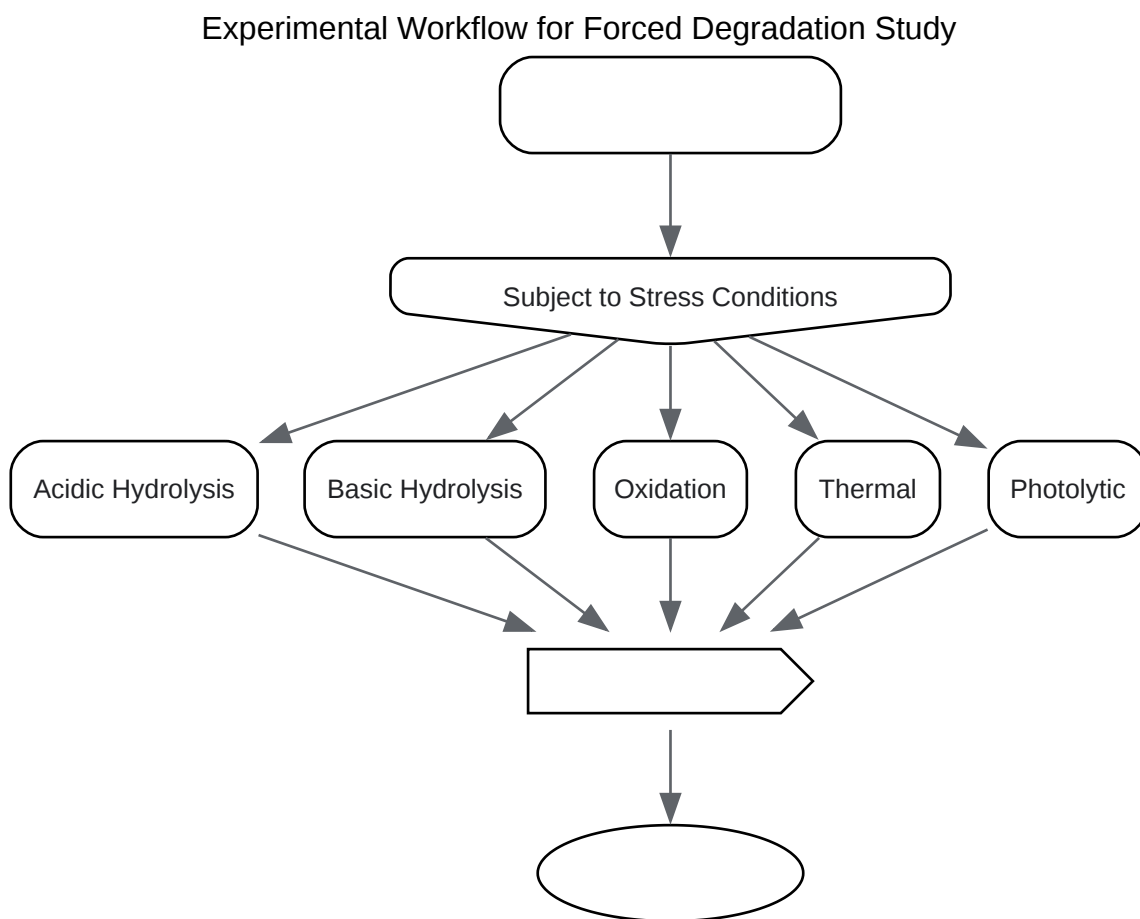 Experimental Workflow for Forced Degradation Study
Subject to Stress Conditions
Acidic Hydrolysis
Basic Hydrolysis
Oxidation
Thermal
Photolytic